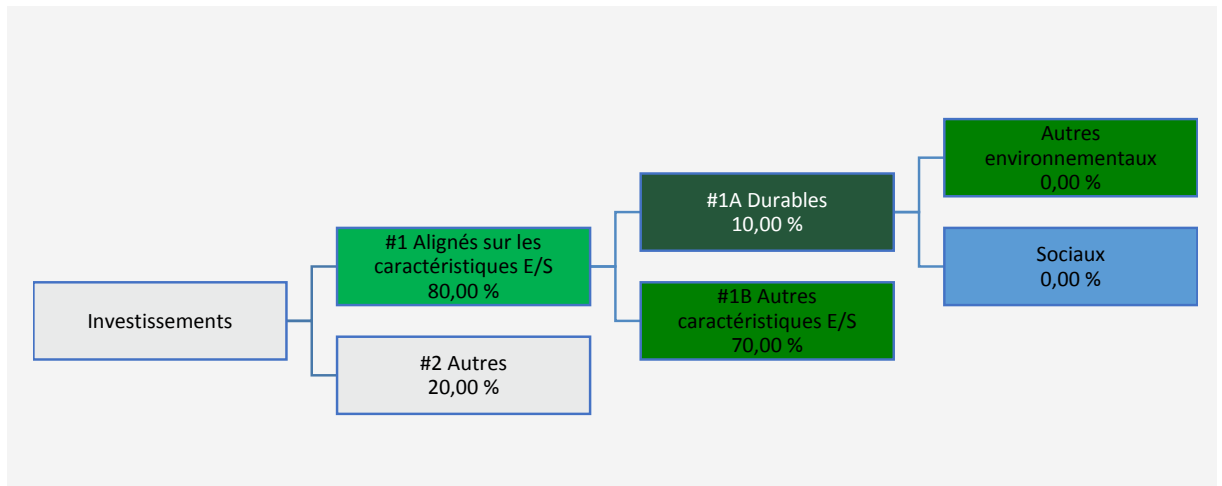 Investissements
#1 Alignés sur les
caractéristiques E/S
80,00 %
#2 Autres
20,00 %
#1A Durables
10,00 %
#1B Autres
caractéristiques E/S
70,00 %
Autres
environnementaux
0,00 %
Sociaux
0,00 %